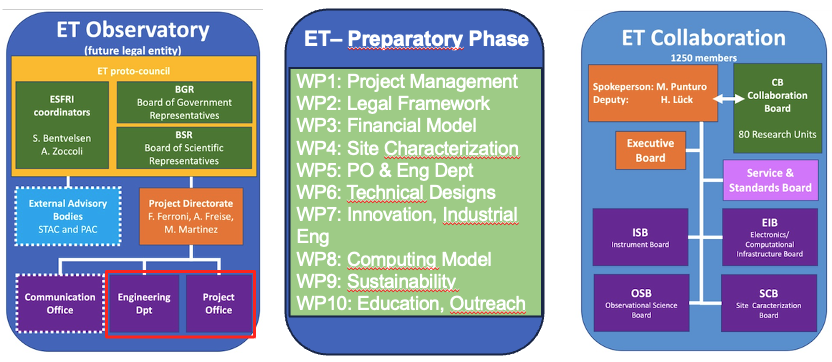 ET Observatory
(future legal entity)
ET proto-council
ESFRI
coordinators
S. Bentvelsen
A. Zoccoli
BGR
Board of Government
Representatives
BSR
Board of Scientific
Representatives
External Advisory
Bodies
STAC and PAC
Project Directorate
F. Ferroni, A. Freise,
M. Martinez
Communication
Office
Engineering
Dpt
Project
Office
ET– Preparatory Phase
WP1: Project Management
WP2: Legal Framework
WP3: Financial Model
WP4: Site Characterization
WP5: PO & Eng Dept
WP6: Technical Designs
WP7: Innovation, Industrial
Eng
WP8: Computing Model
WP9: Sustainability
WP10: Education, Outreach
ET Collaboration
1250 members
Spokeperson: M. Punturo
Deputy: H. Lück
CB
Collaboration
Board
80 Research Units
Executive
Board
Service &
Standards Board
ISB
Instrument Board
EIB
Electronics/
Computational
Infrastructure Board
OSB
Observational Science
Board
SCB
Site Caracterization
Board